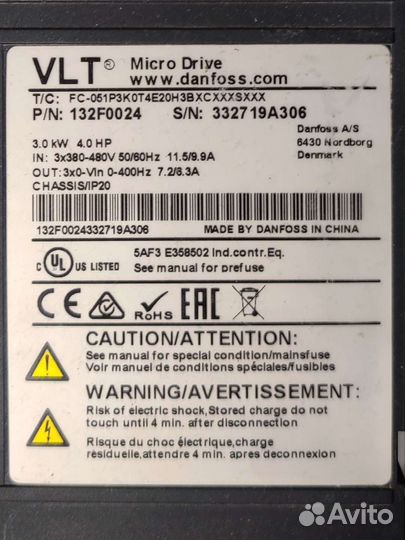 VLT® Micro Drive
www.danfoss.com
T/C: FC-051P3K0T4E20H3BXCXXXSXXX
P/N: 132F0024 S/N: 332719A306
3.0 kW 4.0 HP
Danfoss A/S
6430 Nordborg
Denmark
IN: 3x380-480V 50/60Hz 11.5/9.9A
OUT: 3x0-Vin 0-400Hz 7.2/6.3A
CHASSIS/IP20
132F0024332719A306 MADE BY DANFOSS IN CHINA
c UL US LISTED
5AF3 E358502 Ind.contr.Eq.
See manual for prefuse
CE RoHS EAC
CAUTION/ATTENTION:
See manual for special condition/mainsfuse
Voir manuel de conditions spéciales/fusibles
WARNING/AVERTISSEMENT:
Risk of electric shock,Stored charge do not
touch until 4 min. after disconnection
Risque du choc électrique,charge
résiduelle,attendre 4 min. apres deconnexion
Avito